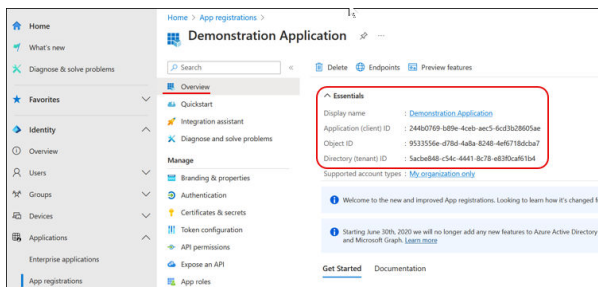 Home
What's new
Diagnose & solve problems
Favorites
Identity
Overview
Users
Groups
Devices
Applications
Enterprise applications
App registrations
Home > App registrations >
Demonstration Application
Search
Overview
Quickstart
Integration assistant
Diagnose and solve problems
Manage
Branding & properties
Authentication
Certificates & secrets
Token configuration
API permissions
Expose an API
App roles
Delete Endpoints Preview features
Essentials
Display name : Demonstration Application
Application (client) ID : 244b0769-b89e-4ceb-aec5-6cd3b28605ae
Object ID : 9533556e-d78d-4a8a-8248-4ef6718dcba7
Directory (tenant) ID : 5acbe848-c54c-4441-8c78-e83f0caf61b4
Supported account types : My organization only
Welcome to the new and improved App registrations. Looking to learn how it's changed f
Starting June 30th, 2020 we will no longer add any new features to Azure Active Directory
and Microsoft Graph. Learn more
Get Started Documentation